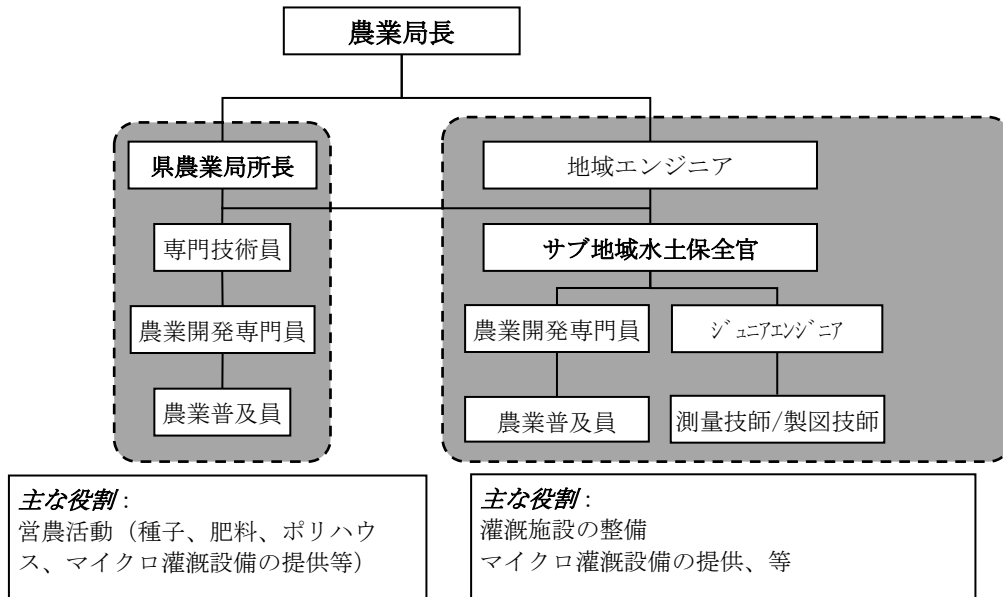 農業局長
県農業局所長
地域エンジニア
専門技術員
サブ地域水土保全官
農業開発専門員
農業開発専門員
ｼﾞｭﾆｱｴﾝｼﾞﾆｱ
農業普及員
農業普及員
測量技師/製図技師
主な役割：
営農活動（種子、肥料、ポリハウ
ス、マイクロ灌漑設備の提供等）
主な役割：
灌漑施設の整備
マイクロ灌漑設備の提供、等